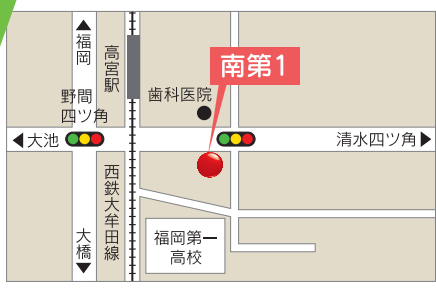 ▲
福岡
高宮駅
南第1
歯科医院
野間
四ツ角
◀大池
清水四ツ角▶
西鉄大牟田線
大橋
▼
福岡第一
高校